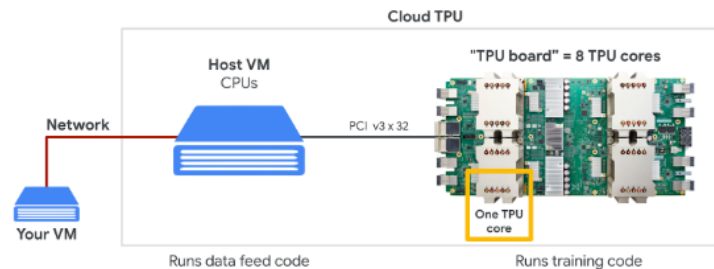 Cloud TPU
Host VM
CPUs
"TPU board" = 8 TPU cores
Network
PCI v3 x 32
Your VM
One TPU
core
Runs data feed code
Runs training code